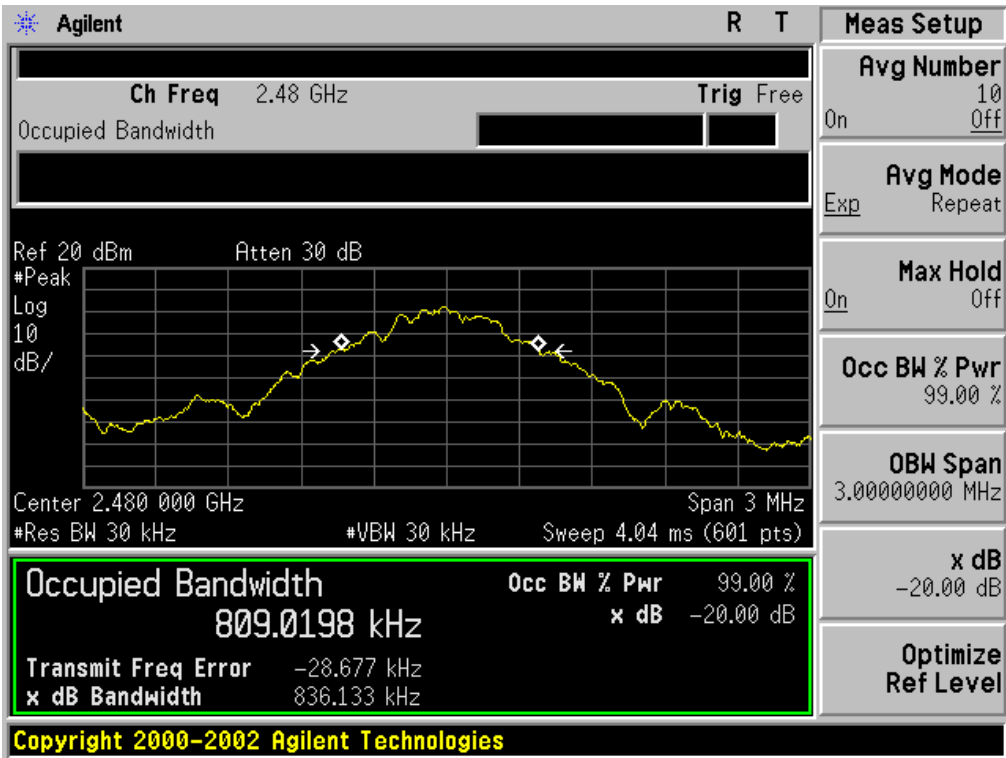 Agilent R T
Ch Freq 2.48 GHz Trig Free
Occupied Bandwidth
Ref 20 dBm Atten 30 dB
#Peak
Log
10
dB/
Center 2.480 000 GHz Span 3 MHz
#Res BW 30 kHz #VBW 30 kHz Sweep 4.04 ms (601 pts)
Occupied Bandwidth
809.0198 kHz
Occ BW % Pwr 99.00 %
x dB -20.00 dB
Transmit Freq Error -28.677 kHz
x dB Bandwidth 836.133 kHz
Copyright 2000-2002 Agilent Technologies
Meas Setup
Avg Number
10
On Off
Avg Mode
Exp Repeat
Max Hold
On Off
Occ BW % Pwr
99.00 %
OBW Span
3.00000000 MHz
x dB
-20.00 dB
Optimize
Ref Level